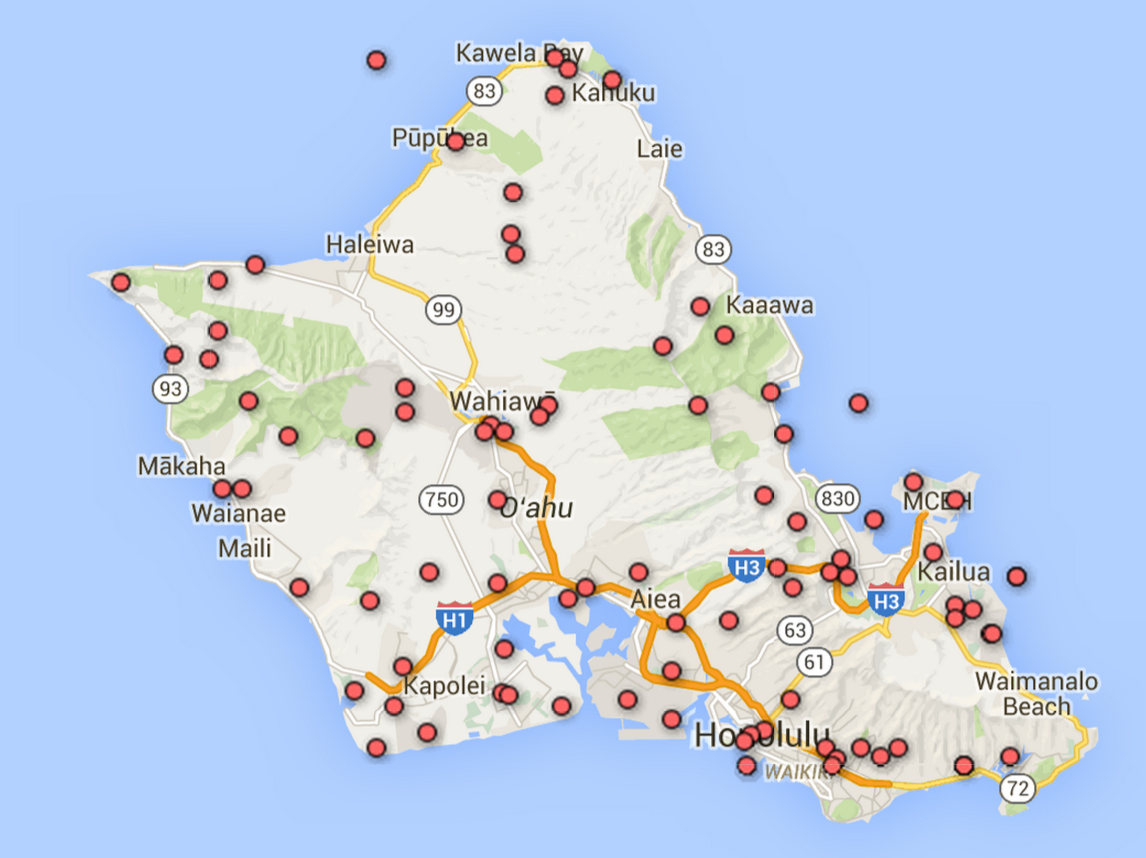 Kawela Bay
83
Kahuku
Pūpūkea
Laie
Haleiwa
83
99
Kaaawa
93
Wahiawā
Mākaha
Waianae
750
O‘ahu
830
MCBH
Maili
H3
Kailua
Aiea
H3
H1
63
61
Kapolei
Waimanalo
Beach
Honolulu
WAIKIKI
72